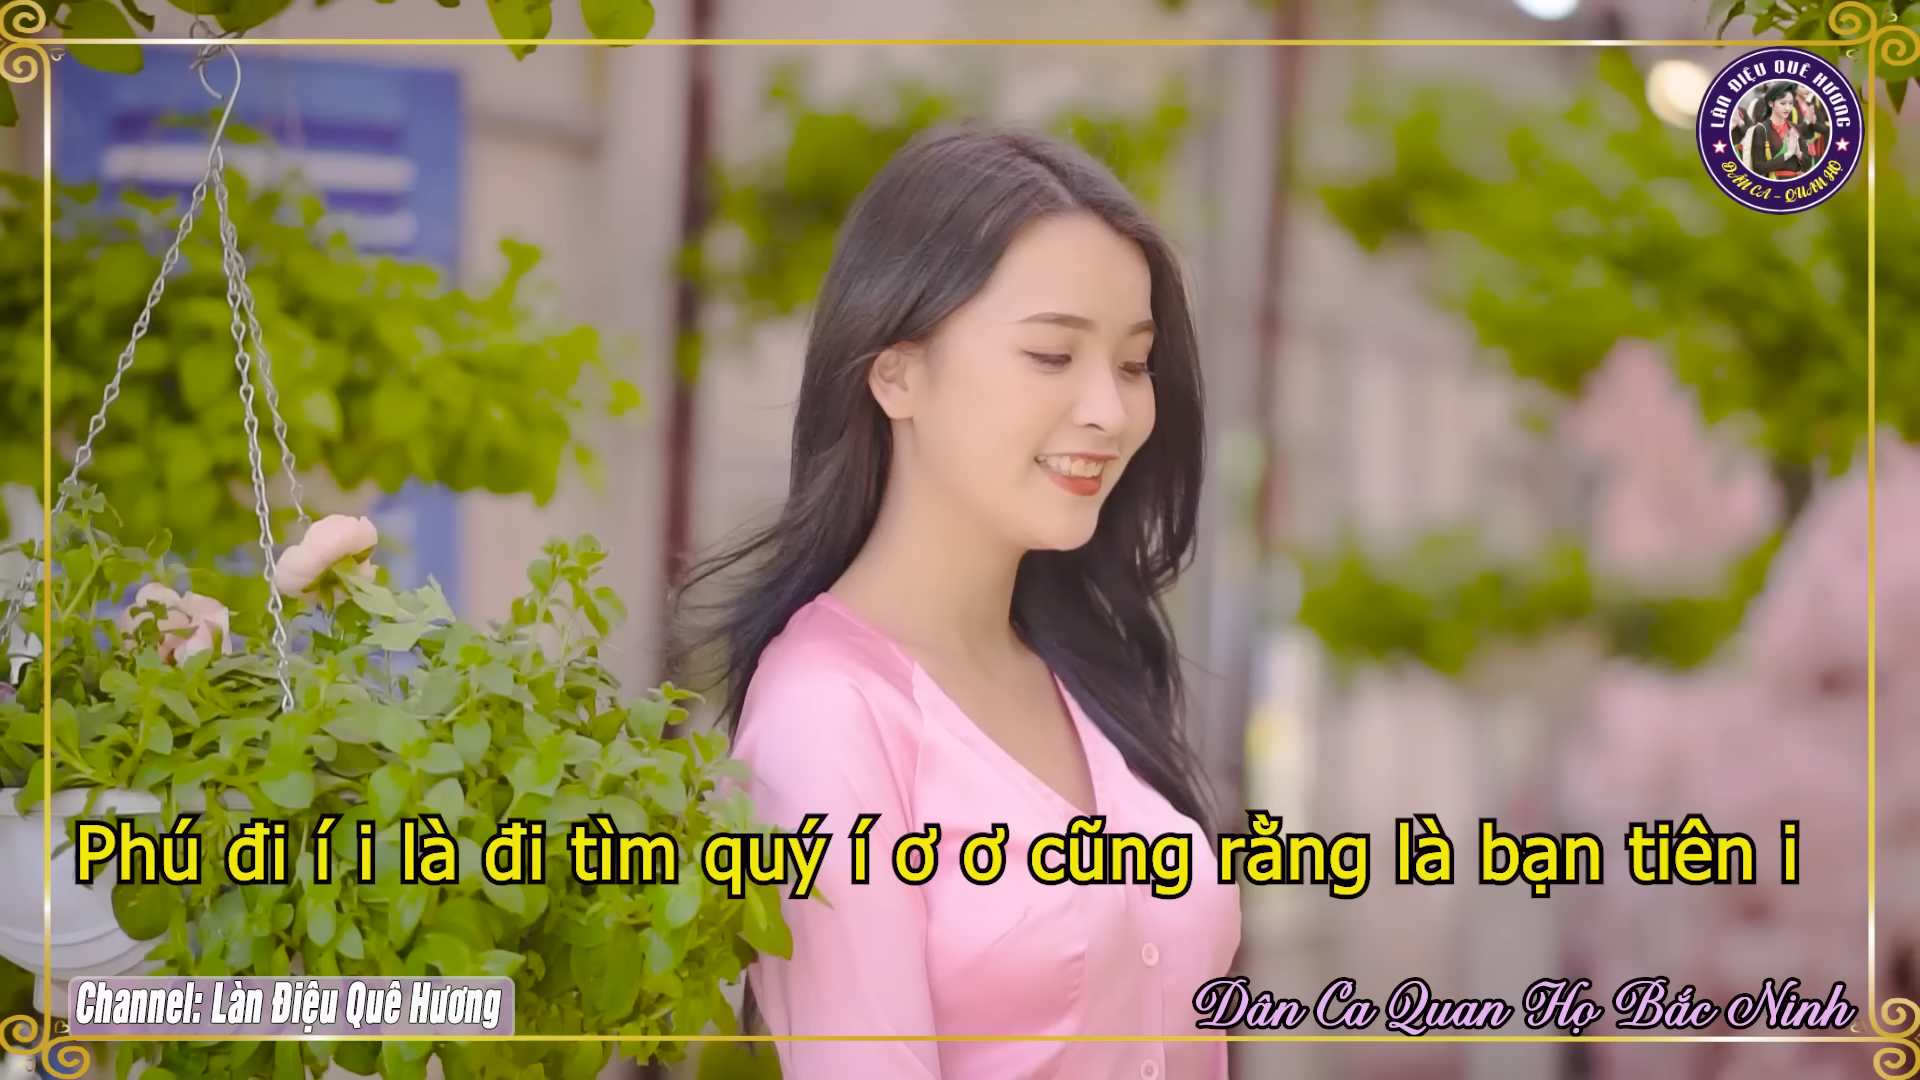 LÀN ĐIỆU QUÊ HƯƠNG
DÂN CA - QUAN HỌ
Phú đi í i là đi tìm quý í ơ ơ cũng rằng là bạn tiên i
Channel: Làn Điệu Quê Hương
Dân Ca Quan Họ Bắc Ninh